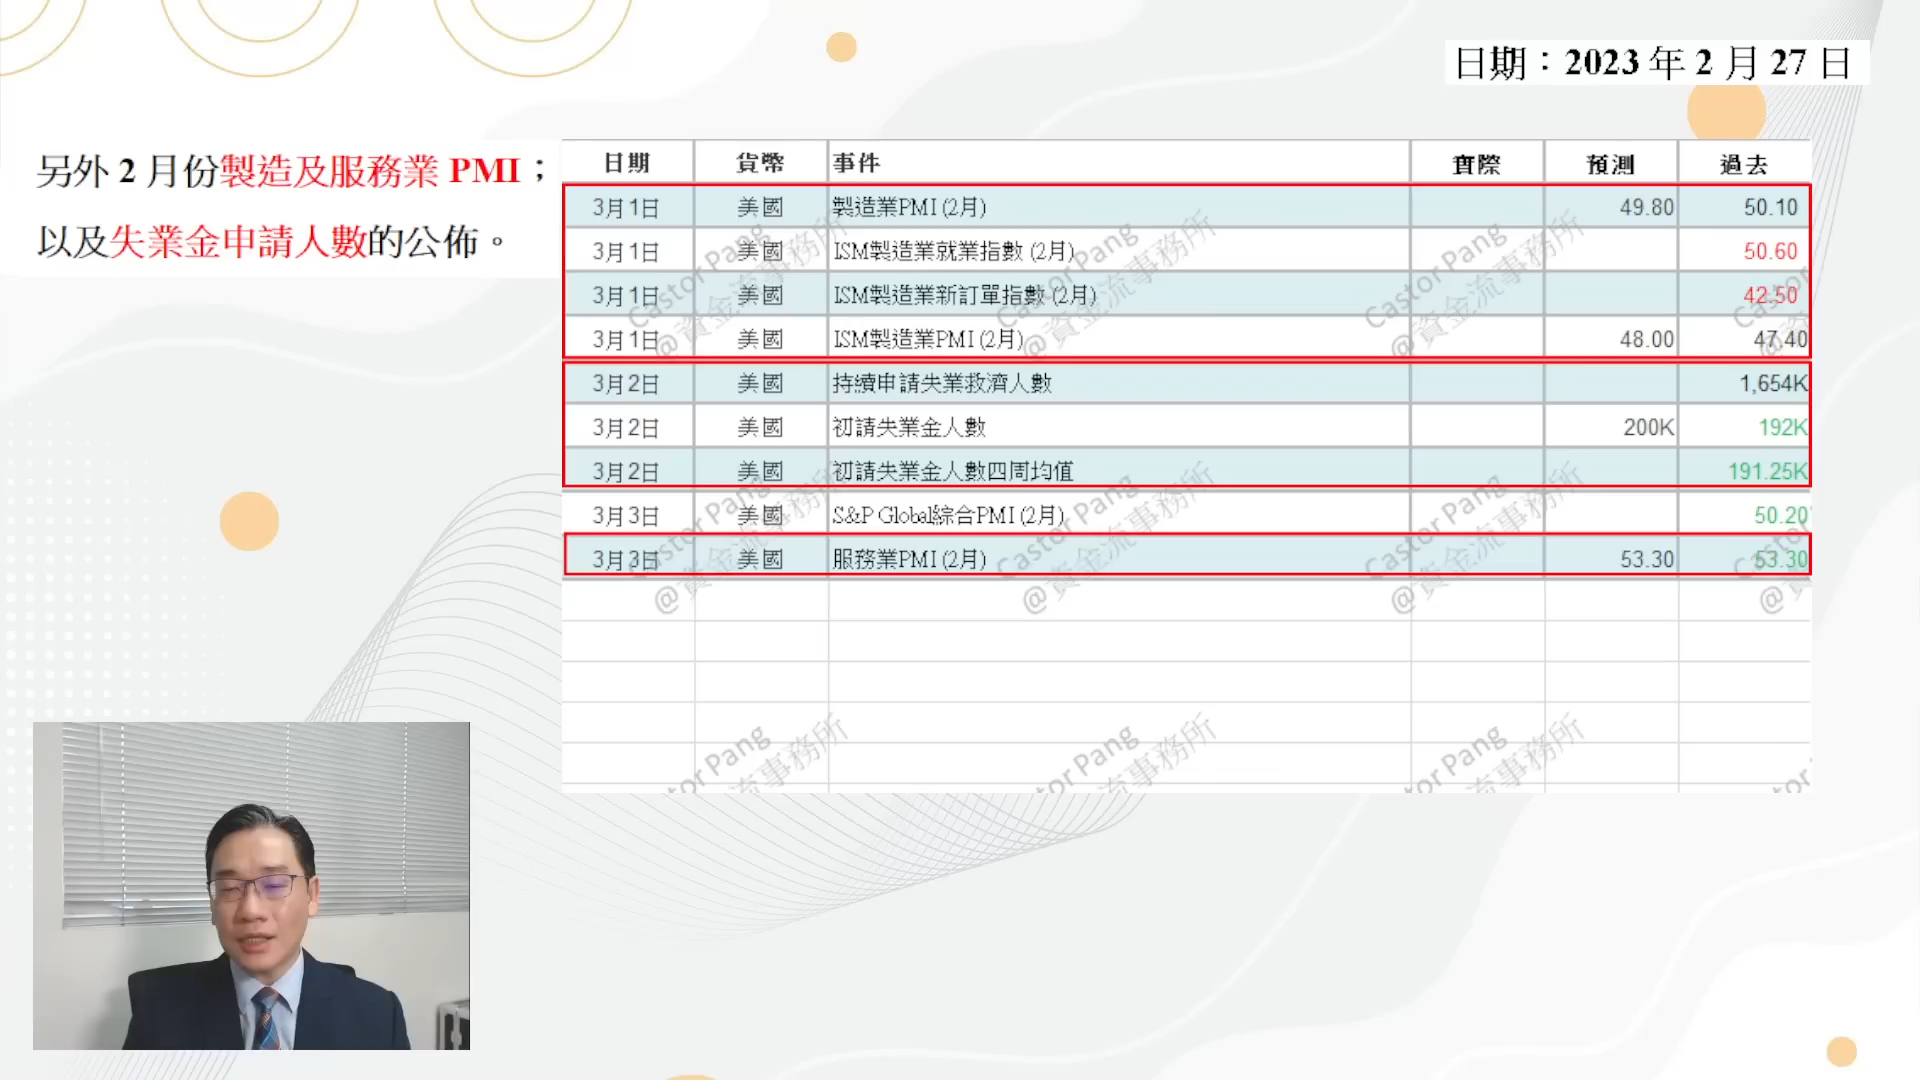 日期：2023 年 2 月 27 日
另外 2 月份製造及服務業 PMI；
以及失業金申請人數的公佈。
日期 貨幣 事件 實際 預測 過去
3月1日 美國 製造業PMI (2月) 49.80 50.10
3月1日 美國 ISM製造業就業指數 (2月) 50.60
3月1日 美國 ISM製造業新訂單指數 (2月) 42.50
3月1日 美國 ISM製造業PMI (2月) 48.00 47.40
3月2日 美國 持續申請失業救濟人數 1,654K
3月2日 美國 初請失業金人數 200K 192K
3月2日 美國 初請失業金人數四周均值 191.25K
3月3日 美國 S&P Global綜合PMI (2月) 50.20
3月3日 美國 服務業PMI (2月) 53.30 53.30
Castor Pang
@資金流事務所